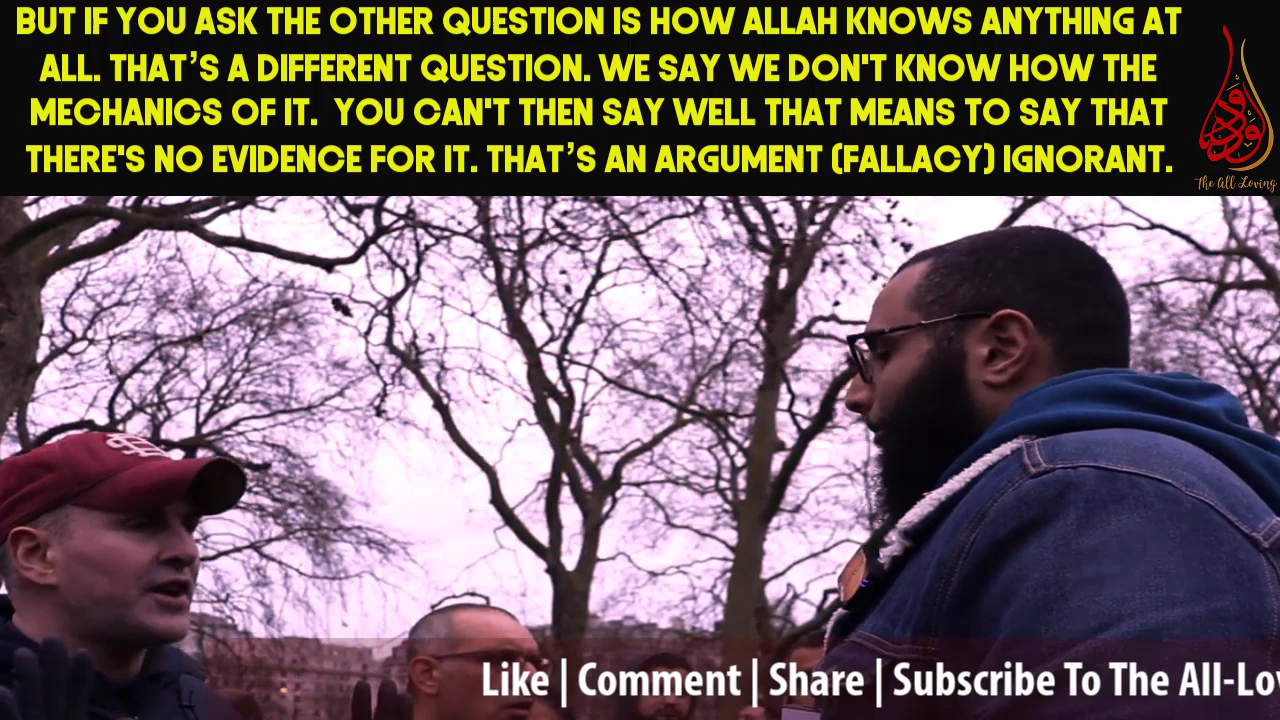 BUT IF YOU ASK THE OTHER QUESTION IS HOW ALLAH KNOWS ANYTHING AT
ALL. THAT’S A DIFFERENT QUESTION. WE SAY WE DON'T KNOW HOW THE
MECHANICS OF IT. YOU CAN'T THEN SAY WELL THAT MEANS TO SAY THAT
THERE'S NO EVIDENCE FOR IT. THAT’S AN ARGUMENT (FALLACY) IGNORANT.
The All Loving
Like | Comment | Share | Subscribe To The All-Lov